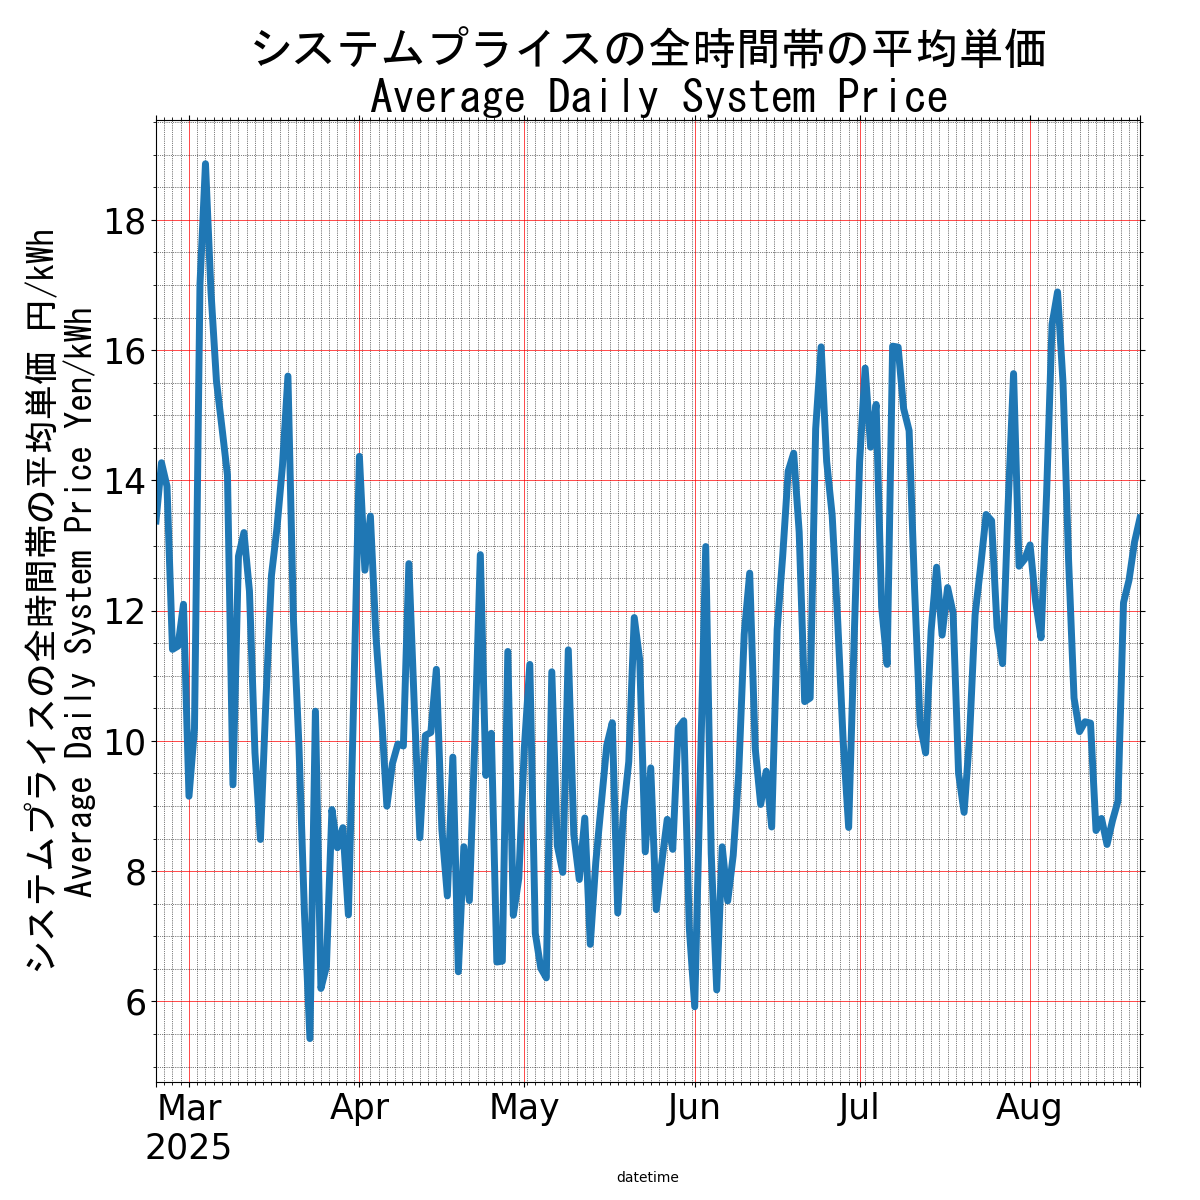 システムプライスの全時間帯の平均単価
Average Daily System Price
システムプライスの全時間帯の平均単価 円/kWh
Average Daily System Price Yen/kWh
18
16
14
12
10
8
6
Mar
2025
Apr
May
Jun
Jul
Aug
datetime